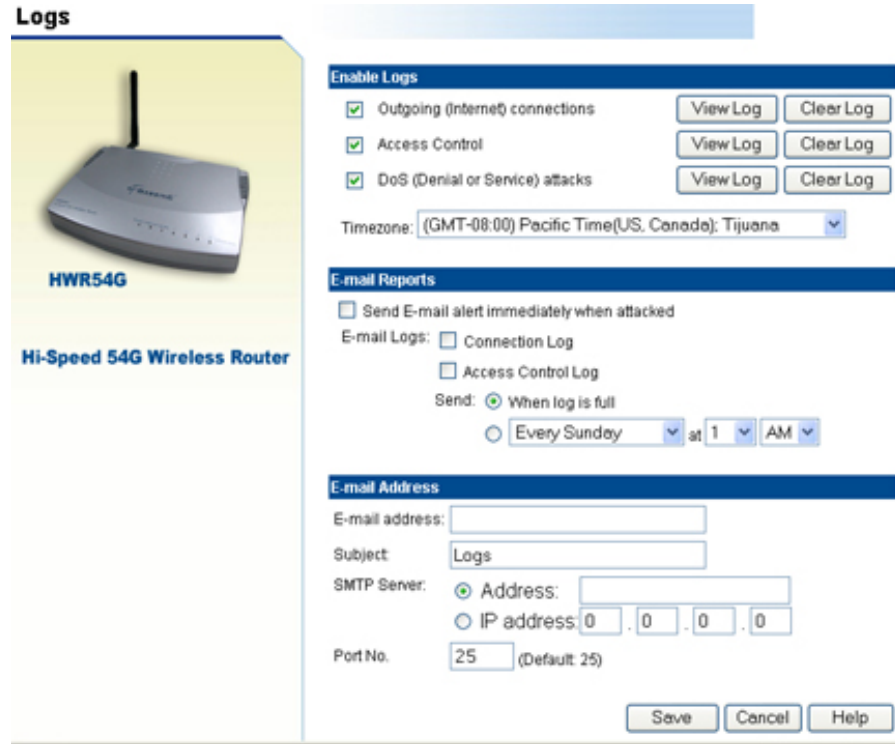 Logs
HAWKING
HWR54G
Hi-Speed 54G Wireless Router
Enable Logs
Outgoing (Internet) connections View Log Clear Log
Access Control View Log Clear Log
DoS (Denial or Service) attacks View Log Clear Log
Timezone: (GMT-08:00) Pacific Time(US, Canada); Tijuana
E-mail Reports
Send E-mail alert immediately when attacked
E-mail Logs: Connection Log
Access Control Log
Send: When log is full
Every Sunday at 1 AM
E-mail Address
E-mail address:
Subject: Logs
SMTP Server: Address:
IP address: 0 . 0 . 0 . 0
Port No. 25 (Default: 25)
Save Cancel Help